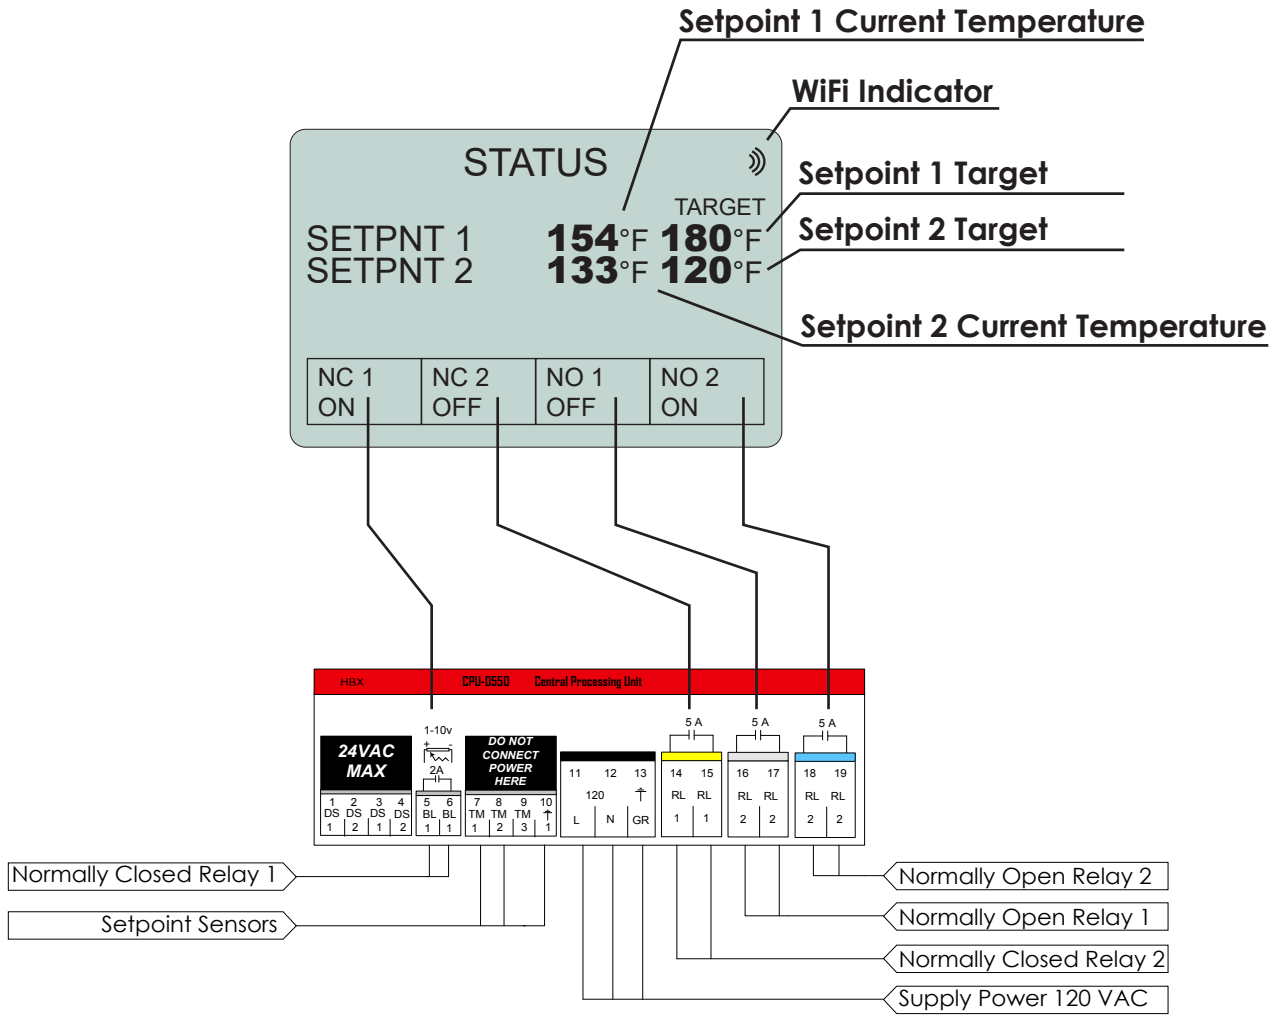 Setpoint 1 Current Temperature
WiFi Indicator
STATUS
Setpoint 1 Target
TARGET
SETPNT 1 154°F 180°F
Setpoint 2 Target
SETPNT 2 133°F 120°F
Setpoint 2 Current Temperature
NC 1 NC 2 NO 1 NO 2
ON OFF OFF ON
HBX CPU-0550 Central Processing Unit
1-10v
+ -
2A
24VAC
MAX
DO NOT
CONNECT
POWER
HERE
5 A 5 A 5 A
1 2 3 4 5 6 7 8 9 10 11 12 13 14 15 16 17 18 19
DS DS DS DS BL BL TM TM TM 120 RL RL RL RL RL RL
1 2 1 2 1 1 1 2 3 1 L N GR 1 1 2 2 2 2
Normally Closed Relay 1
Setpoint Sensors
Normally Open Relay 2
Normally Open Relay 1
Normally Closed Relay 2
Supply Power 120 VAC